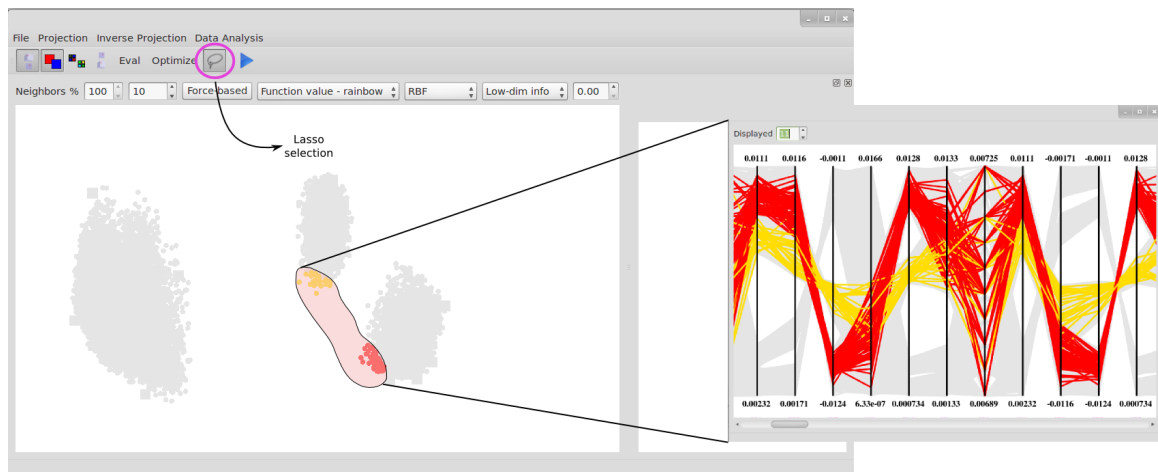 File Projection Inverse Projection Data Analysis
Eval Optimize
Neighbors % 100 10 Force-based Function value - rainbow RBF Low-dim info 0.00
Lasso
selection
Displayed
0.0111 0.0116 -0.0011 0.0166 0.0128 0.0133 0.00725 0.0111 -0.00171 -0.0011 0.0128
0.00232 0.00171 -0.0124 6.33e-07 0.000734 0.00133 0.00689 0.00232 -0.0116 -0.0124 0.000734